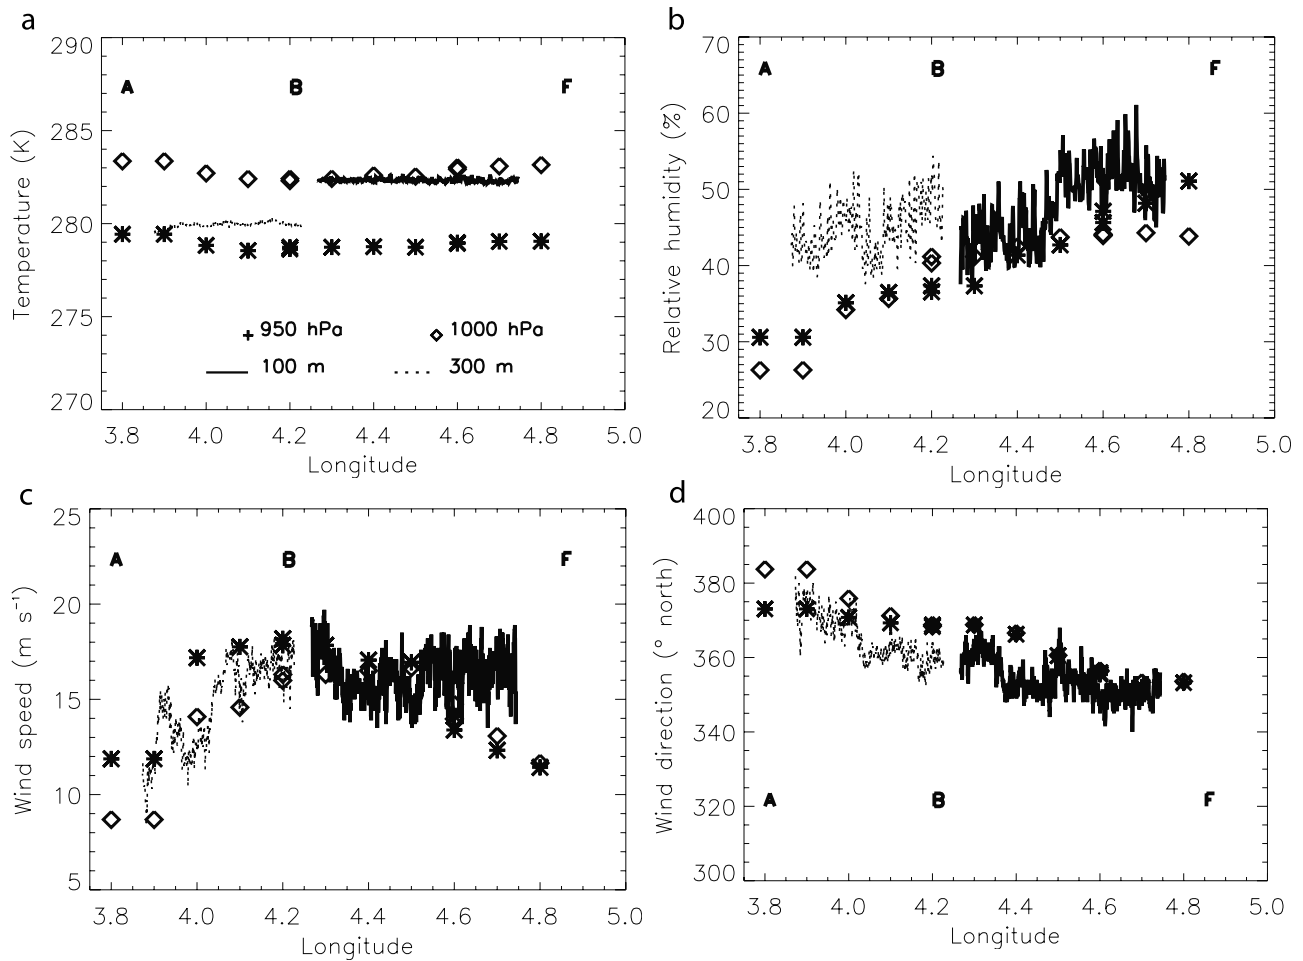 a
290
285
280
275
270
Temperature (K)
A
B
F
950 hPa
1000 hPa
100 m
300 m
3.8 4.0 4.2 4.4 4.6 4.8 5.0
Longitude
b
70
60
50
40
30
20
Relative humidity (%)
A
B
F
3.8 4.0 4.2 4.4 4.6 4.8 5.0
Longitude
c
25
20
15
10
5
Wind speed (m s⁻¹)
A
B
F
3.8 4.0 4.2 4.4 4.6 4.8 5.0
Longitude
d
400
380
360
340
320
300
Wind direction (° north)
A
B
F
3.8 4.0 4.2 4.4 4.6 4.8 5.0
Longitude